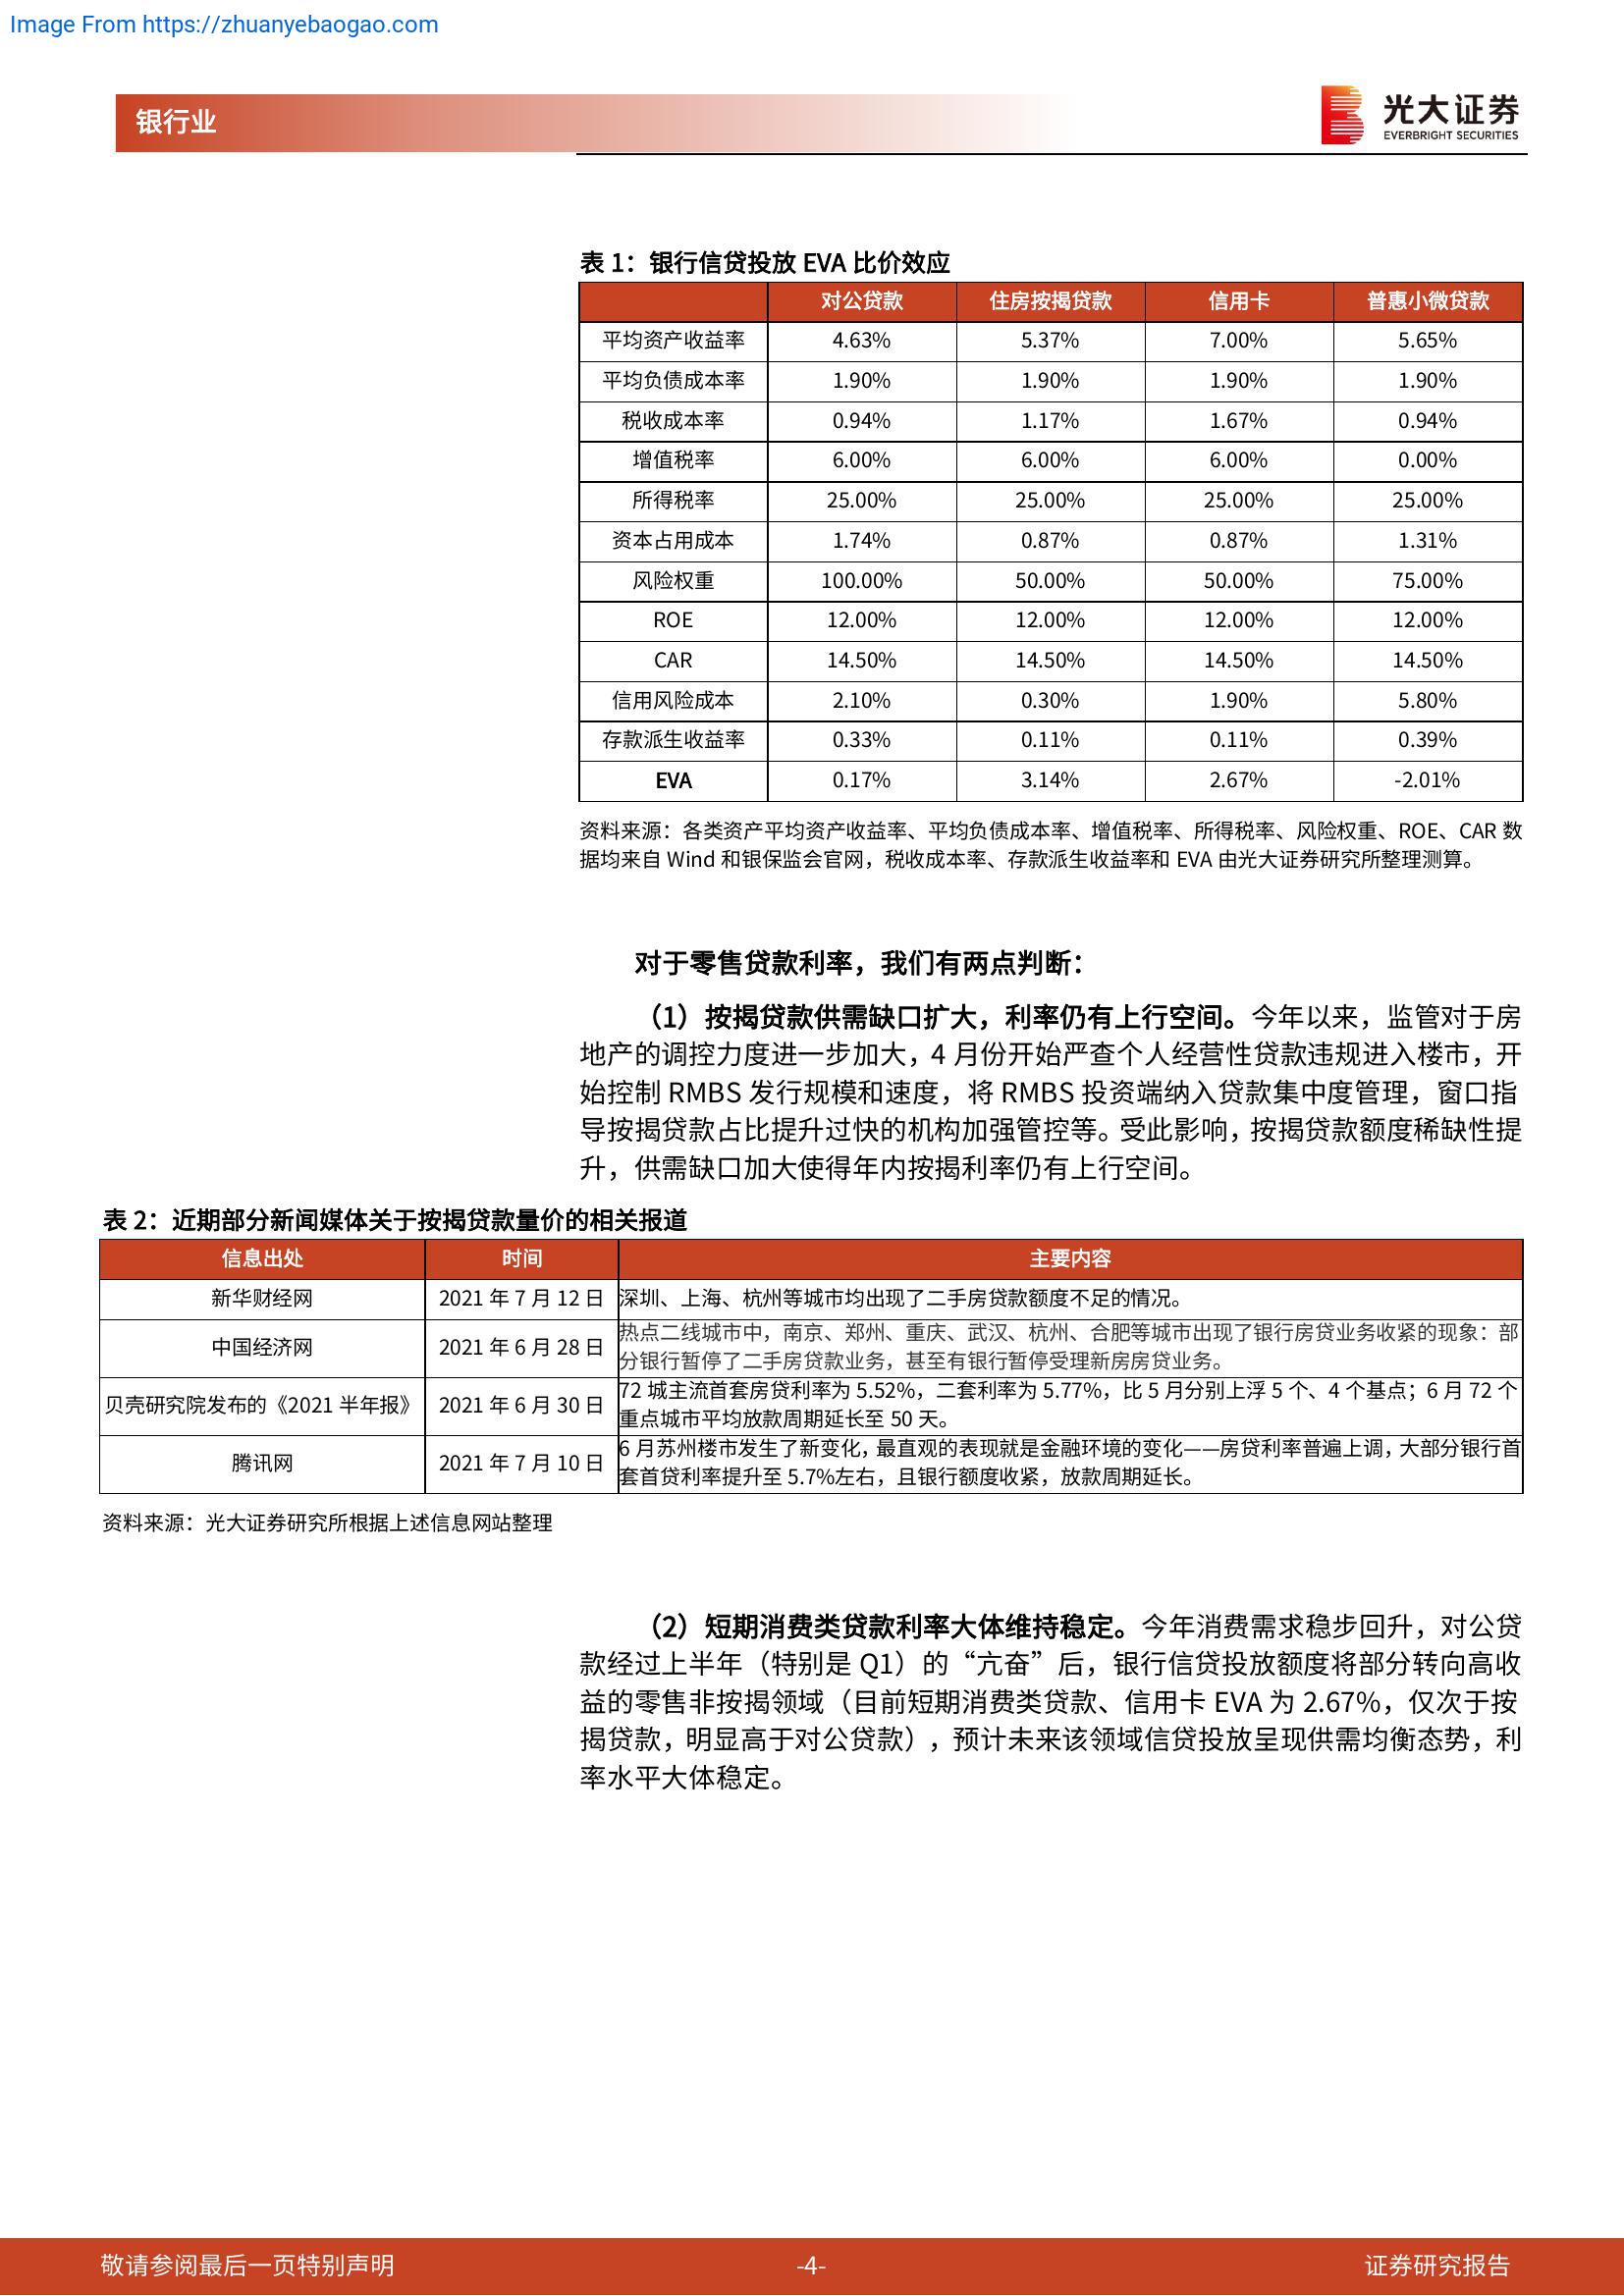 Image From https://zhuanyebaogao.com
银行业
光大证券
EVERBRIGHT SECURITIES
表 1：银行信贷投放 EVA 比价效应
对公贷款 住房按揭贷款 信用卡 普惠小微贷款
平均资产收益率 4.63% 5.37% 7.00% 5.65%
平均负债成本率 1.90% 1.90% 1.90% 1.90%
税收成本率 0.94% 1.17% 1.67% 0.94%
增值税率 6.00% 6.00% 6.00% 0.00%
所得税率 25.00% 25.00% 25.00% 25.00%
资本占用成本 1.74% 0.87% 0.87% 1.31%
风险权重 100.00% 50.00% 50.00% 75.00%
ROE 12.00% 12.00% 12.00% 12.00%
CAR 14.50% 14.50% 14.50% 14.50%
信用风险成本 2.10% 0.30% 1.90% 5.80%
存款派生收益率 0.33% 0.11% 0.11% 0.39%
EVA 0.17% 3.14% 2.67% -2.01%
资料来源：各类资产平均资产收益率、平均负债成本率、增值税率、所得税率、风险权重、ROE、CAR 数
据均来自 Wind 和银保监会官网，税收成本率、存款派生收益率和 EVA 由光大证券研究所整理测算。
对于零售贷款利率，我们有两点判断：
（1）按揭贷款供需缺口扩大，利率仍有上行空间。今年以来，监管对于房
地产的调控力度进一步加大，4 月份开始严查个人经营性贷款违规进入楼市，开
始控制 RMBS 发行规模和速度，将 RMBS 投资端纳入贷款集中度管理，窗口指
导按揭贷款占比提升过快的机构加强管控等。受此影响，按揭贷款额度稀缺性提
升，供需缺口加大使得年内按揭利率仍有上行空间。
表 2：近期部分新闻媒体关于按揭贷款量价的相关报道
信息出处 时间 主要内容
新华财经网 2021 年 7 月 12 日 深圳、上海、杭州等城市均出现了二手房贷款额度不足的情况。
中国经济网 2021 年 6 月 28 日 热点二线城市中，南京、郑州、重庆、武汉、杭州、合肥等城市出现了银行房贷业务收紧的现象：部
分银行暂停了二手房贷款业务，甚至有银行暂停受理新房房贷业务。
贝壳研究院发布的《2021 半年报》 2021 年 6 月 30 日 72 城主流首套房贷利率为 5.52%，二套利率为 5.77%，比 5 月分别上浮 5 个、4 个基点；6 月 72 个
重点城市平均放款周期延长至 50 天。
腾讯网 2021 年 7 月 10 日 6 月苏州楼市发生了新变化，最直观的表现就是金融环境的变化——房贷利率普遍上调，大部分银行首
套首贷利率提升至 5.7%左右，且银行额度收紧，放款周期延长。
资料来源：光大证券研究所根据上述信息网站整理
（2）短期消费类贷款利率大体维持稳定。今年消费需求稳步回升，对公贷
款经过上半年（特别是 Q1）的“亢奋”后，银行信贷投放额度将部分转向高收
益的零售非按揭领域（目前短期消费类贷款、信用卡 EVA 为 2.67%，仅次于按
揭贷款，明显高于对公贷款），预计未来该领域信贷投放呈现供需均衡态势，利
率水平大体稳定。
敬请参阅最后一页特别声明 -4- 证券研究报告